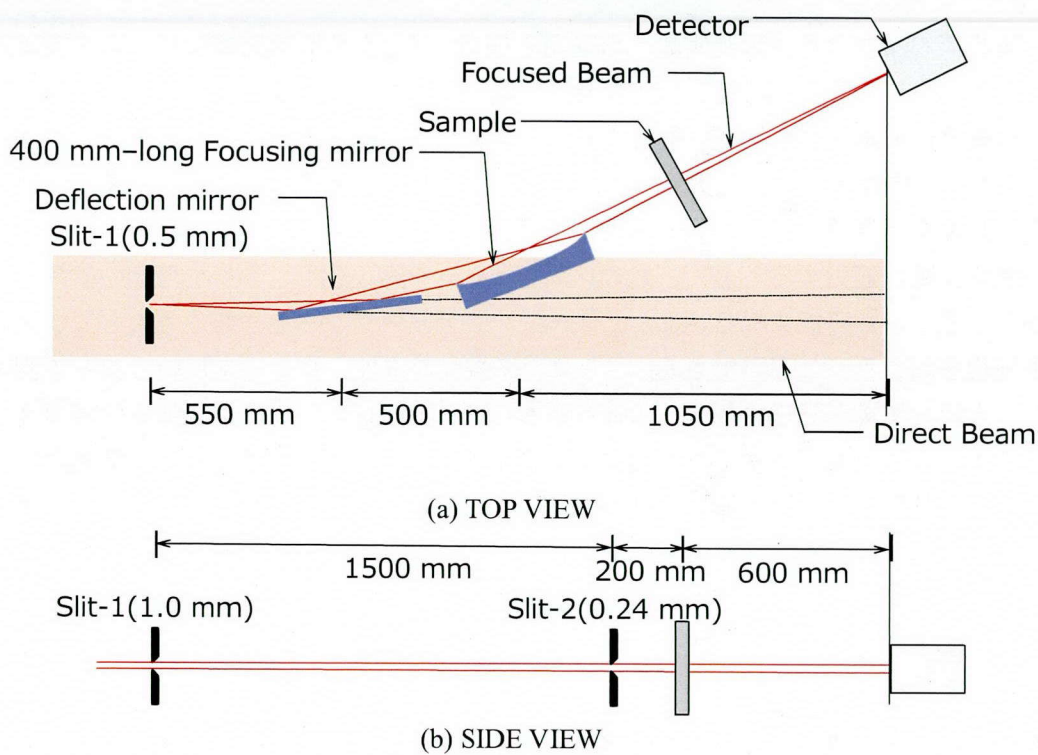 Detector
Focused Beam
Sample
400 mm–long Focusing mirror
Deflection mirror
Slit-1(0.5 mm)
550 mm
500 mm
1050 mm
Direct Beam
(a) TOP VIEW
1500 mm
200 mm
600 mm
Slit-1(1.0 mm)
Slit-2(0.24 mm)
(b) SIDE VIEW